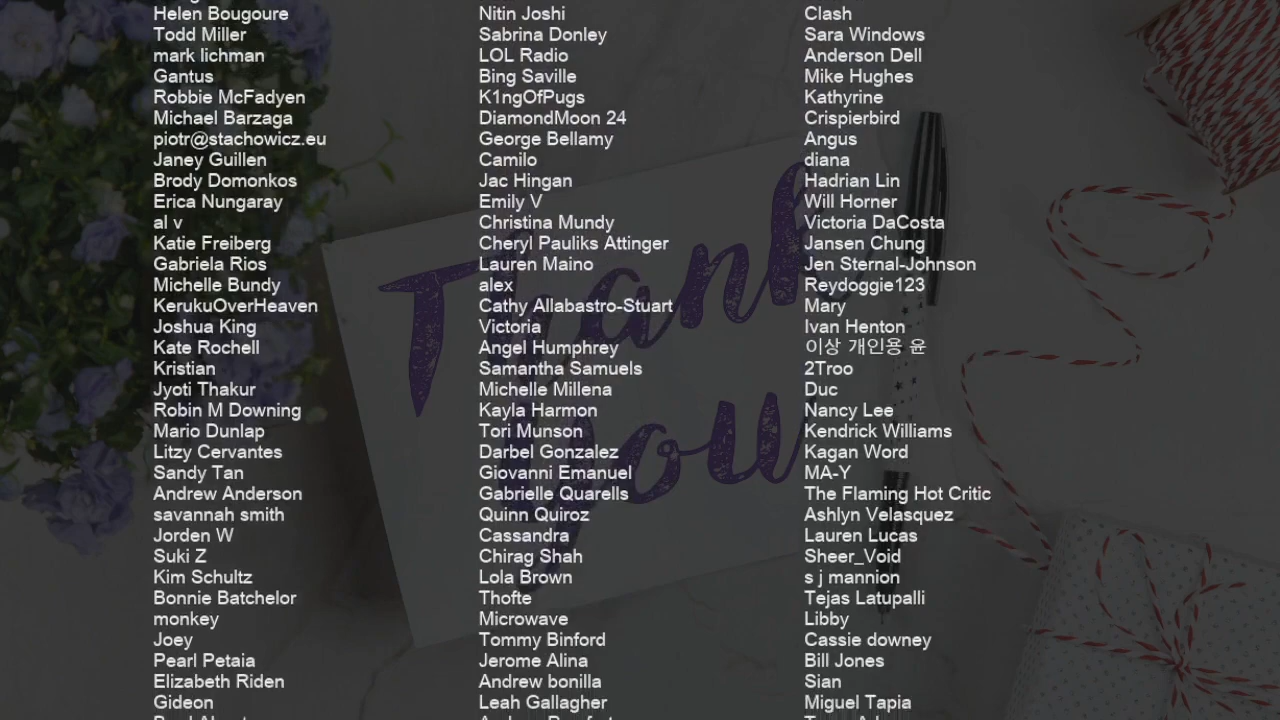 Helen Bougoure
Todd Miller
mark lichman
Gantus
Robbie McFadyen
Michael Barzaga
piotr@stachowicz.eu
Janey Guillen
Brody Domonkos
Erica Nungaray
al v
Katie Freiberg
Gabriela Rios
Michelle Bundy
KerukuOverHeaven
Joshua King
Kate Rochell
Kristian
Jyoti Thakur
Robin M Downing
Mario Dunlap
Litzy Cervantes
Sandy Tan
Andrew Anderson
savannah smith
Jorden W
Suki Z
Kim Schultz
Bonnie Batchelor
monkey
Joey
Pearl Petaia
Elizabeth Riden
Gideon
Nitin Joshi
Sabrina Donley
LOL Radio
Bing Saville
K1ngOfPugs
DiamondMoon 24
George Bellamy
Camilo
Jac Hingan
Emily V
Christina Mundy
Cheryl Pauliks Attinger
Lauren Maino
alex
Cathy Allabastro-Stuart
Victoria
Angel Humphrey
Samantha Samuels
Michelle Millena
Kayla Harmon
Tori Munson
Darbel Gonzalez
Giovanni Emanuel
Gabrielle Quarells
Quinn Quiroz
Cassandra
Chirag Shah
Lola Brown
Thofte
Microwave
Tommy Binford
Jerome Alina
Andrew bonilla
Leah Gallagher
Clash
Sara Windows
Anderson Dell
Mike Hughes
Kathyrine
Crispierbird
Angus
diana
Hadrian Lin
Will Horner
Victoria DaCosta
Jansen Chung
Jen Sternal-Johnson
Reydoggie123
Mary
Ivan Henton
이상 개인용 윤
2Troo
Duc
Nancy Lee
Kendrick Williams
Kagan Word
MA-Y
The Flaming Hot Critic
Ashlyn Velasquez
Lauren Lucas
Sheer_Void
s j mannion
Tejas Latupalli
Libby
Cassie downey
Bill Jones
Sian
Miguel Tapia
Thank
you